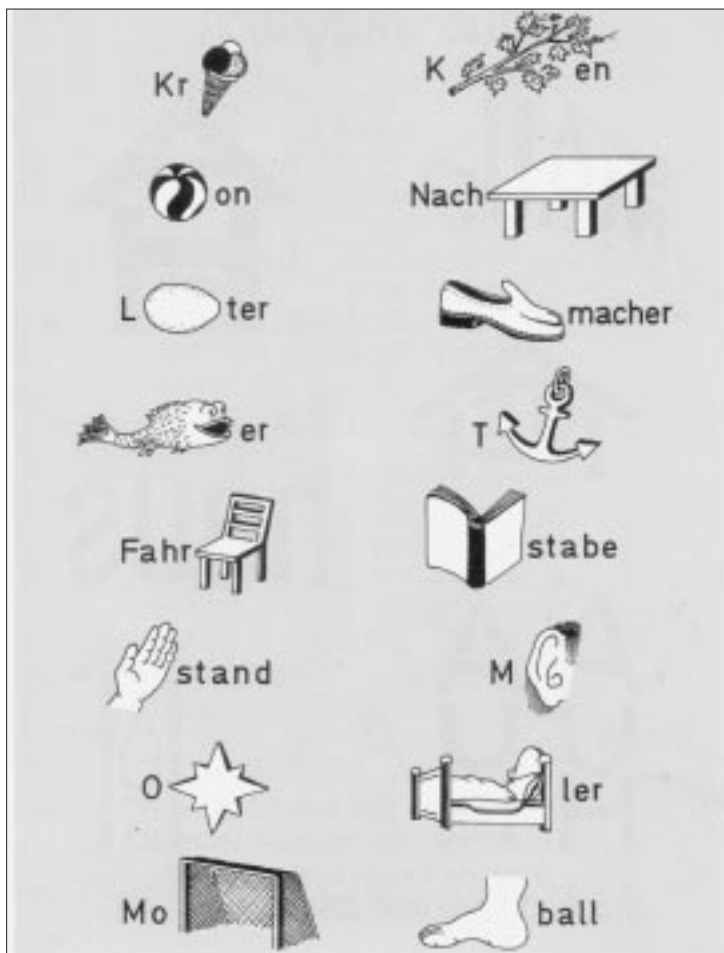 Kr
K en
on
Nach
L ter
macher
er
T
Fahr
stabe
stand
M
O
ler
Mo
ball